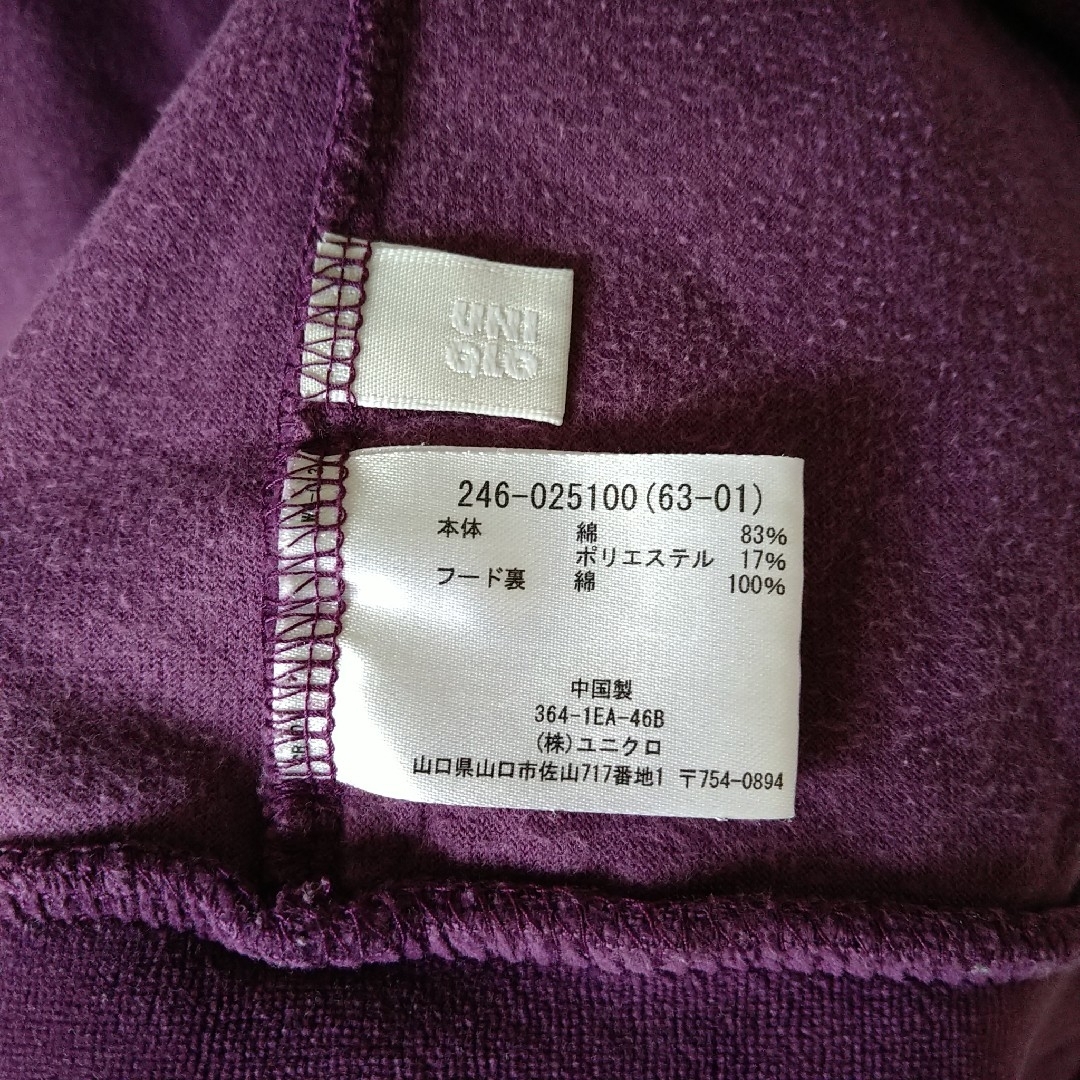 246-025100(63-01)
本体 綿 83%
ポリエステル 17%
フード裏 綿 100%
中国製
364-1EA-46B
(株)ユニクロ
山口県山口市佐山717番地1 〒754-0894